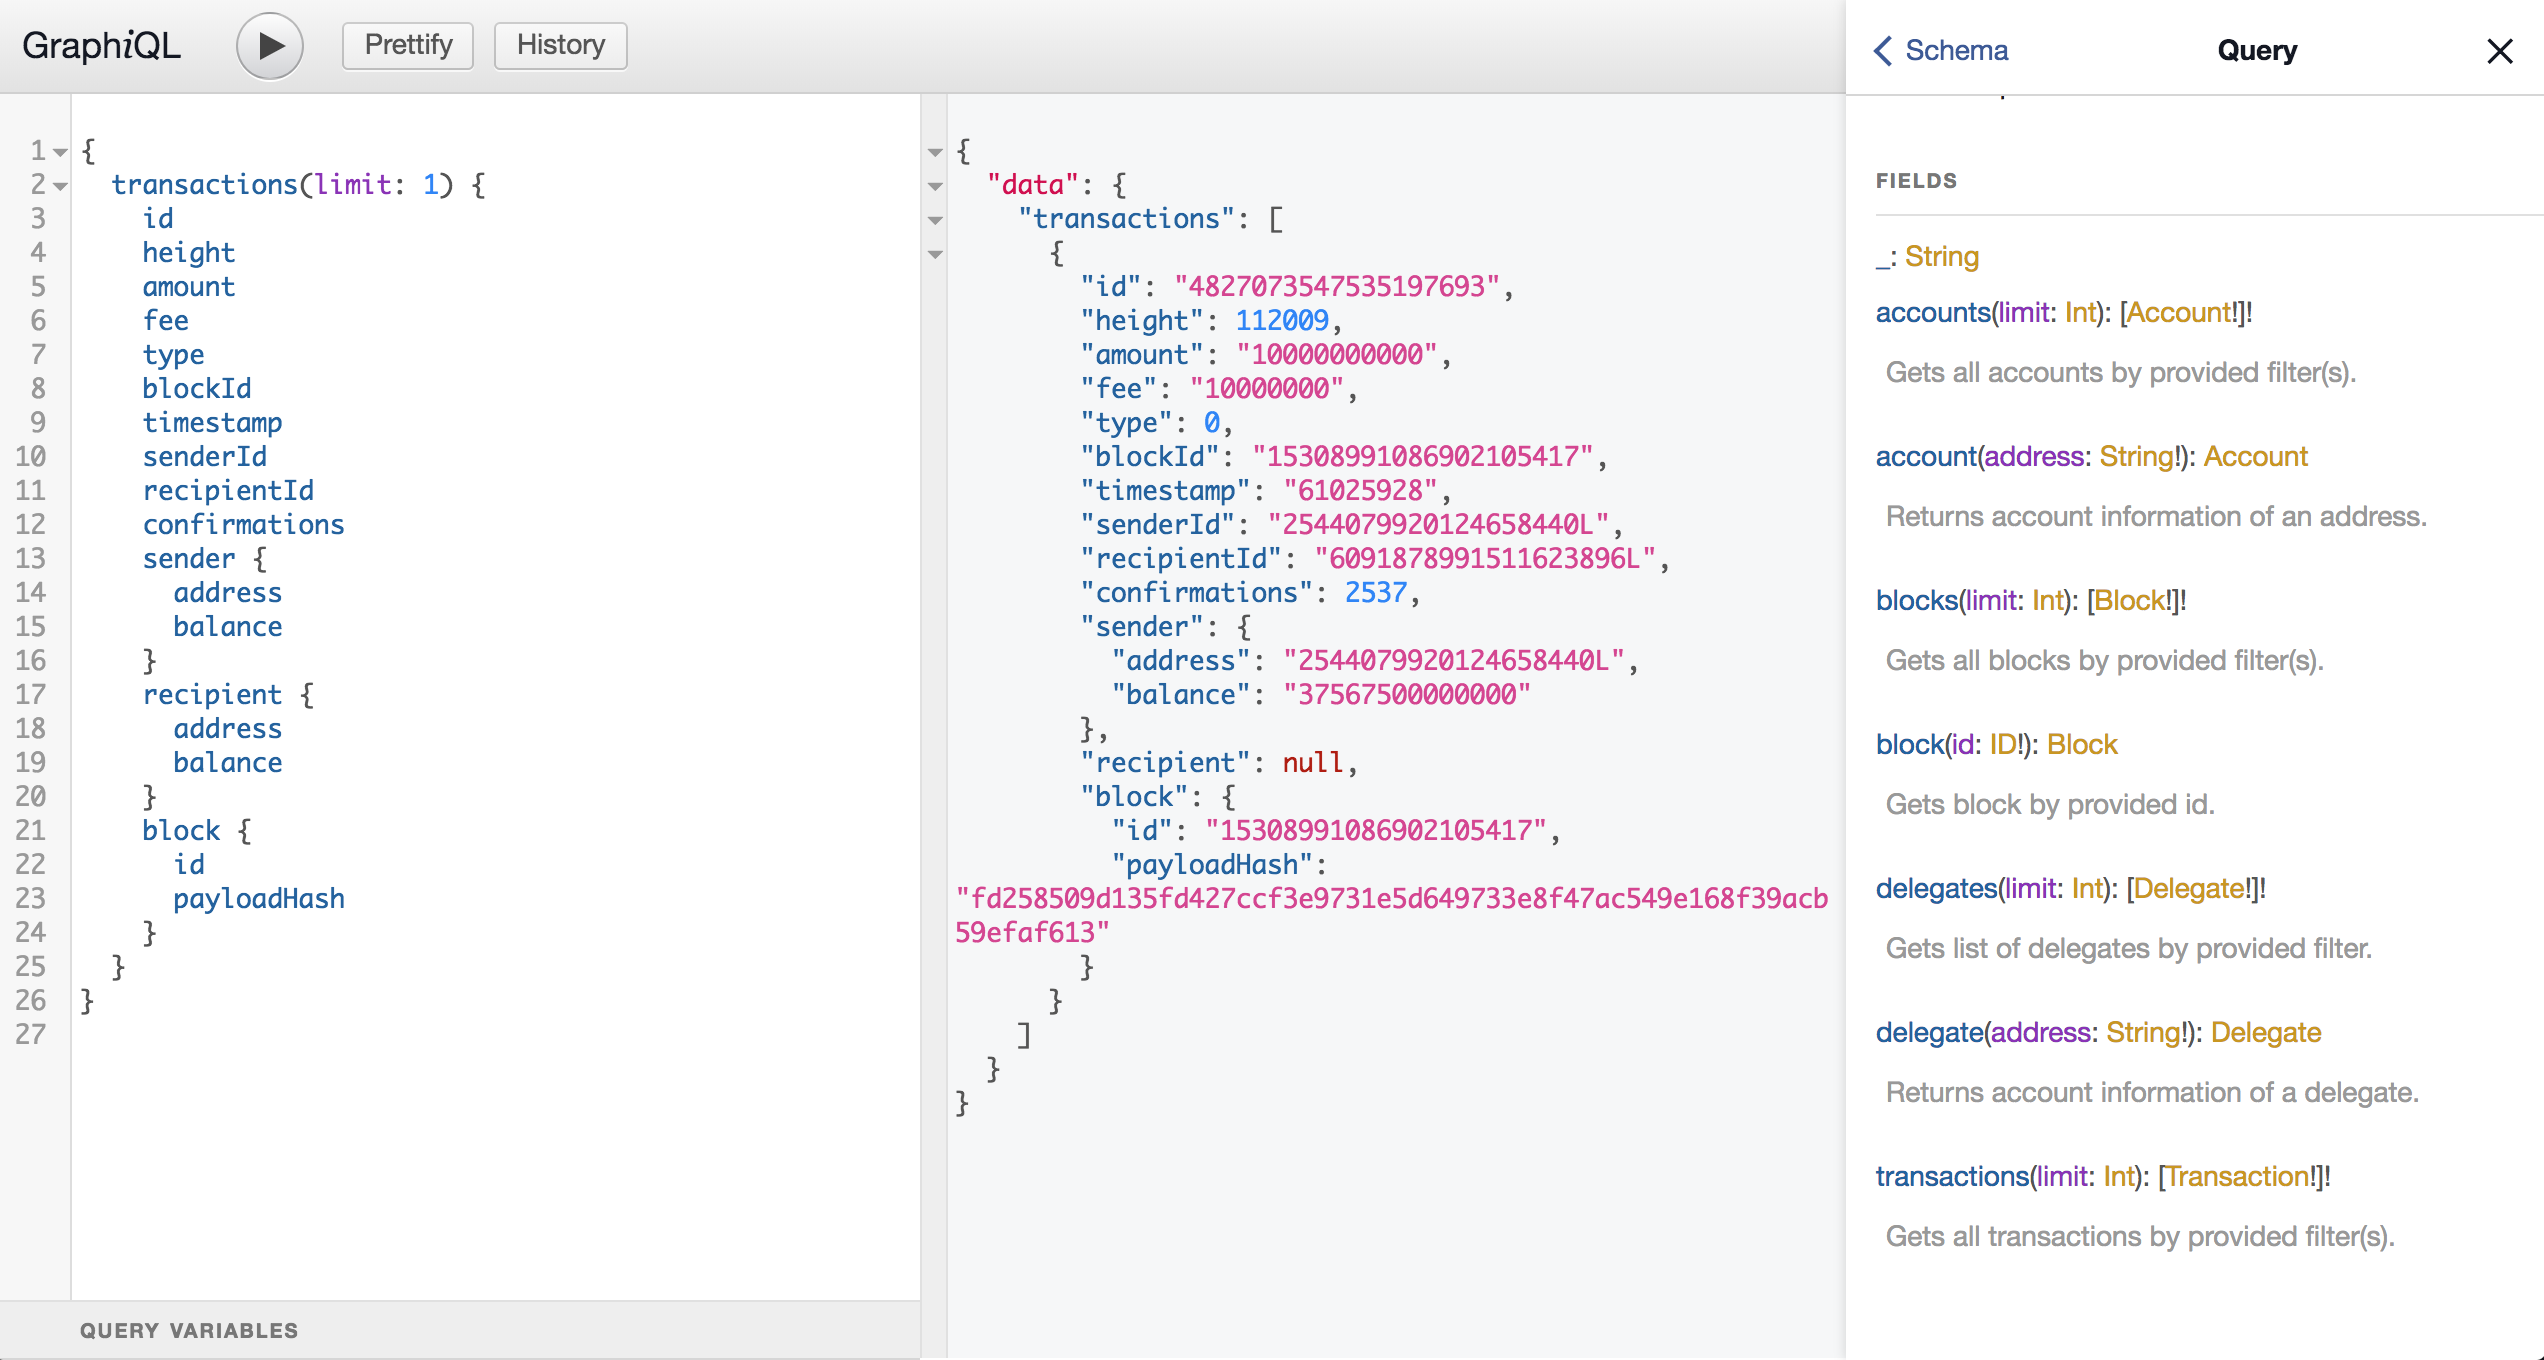 GraphiQL
Prettify
History
1 {
2 transactions(limit: 1) {
3 id
4 height
5 amount
6 fee
7 type
8 blockId
9 timestamp
10 senderId
11 recipientId
12 confirmations
13 sender {
14 address
15 balance
16 }
17 recipient {
18 address
19 balance
20 }
21 block {
22 id
23 payloadHash
24 }
25 }
26 }
27
QUERY VARIABLES
{
"data": {
"transactions": [
{
"id": "4827073547535197693",
"height": 112009,
"amount": "10000000000",
"fee": "10000000",
"type": 0,
"blockId": "15308991086902105417",
"timestamp": "61025928",
"senderId": "2544079920124658440L",
"recipientId": "6091878991511623896L",
"confirmations": 2537,
"sender": {
"address": "2544079920124658440L",
"balance": "37567500000000"
},
"recipient": null,
"block": {
"id": "15308991086902105417",
"payloadHash":
"fd258509d135fd427ccf3e9731e5d649733e8f47ac549e168f39acb
59efaf613"
}
}
]
}
}
Schema
Query
FIELDS
_: String
accounts(limit: Int): [Account!]!
Gets all accounts by provided filter(s).
account(address: String!): Account
Returns account information of an address.
blocks(limit: Int): [Block!]!
Gets all blocks by provided filter(s).
block(id: ID!): Block
Gets block by provided id.
delegates(limit: Int): [Delegate!]!
Gets list of delegates by provided filter.
delegate(address: String!): Delegate
Returns account information of a delegate.
transactions(limit: Int): [Transaction!]!
Gets all transactions by provided filter(s).